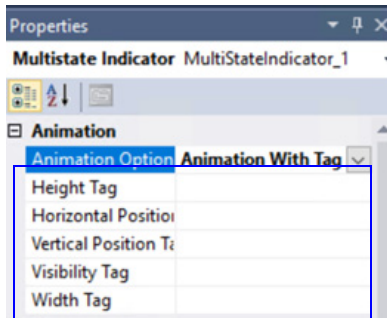 Properties
Multistate Indicator MultiStateIndicator_1
Animation
Animation Option Animation With Tag
Height Tag
Horizontal Position
Vertical Position Ta
Visibility Tag
Width Tag